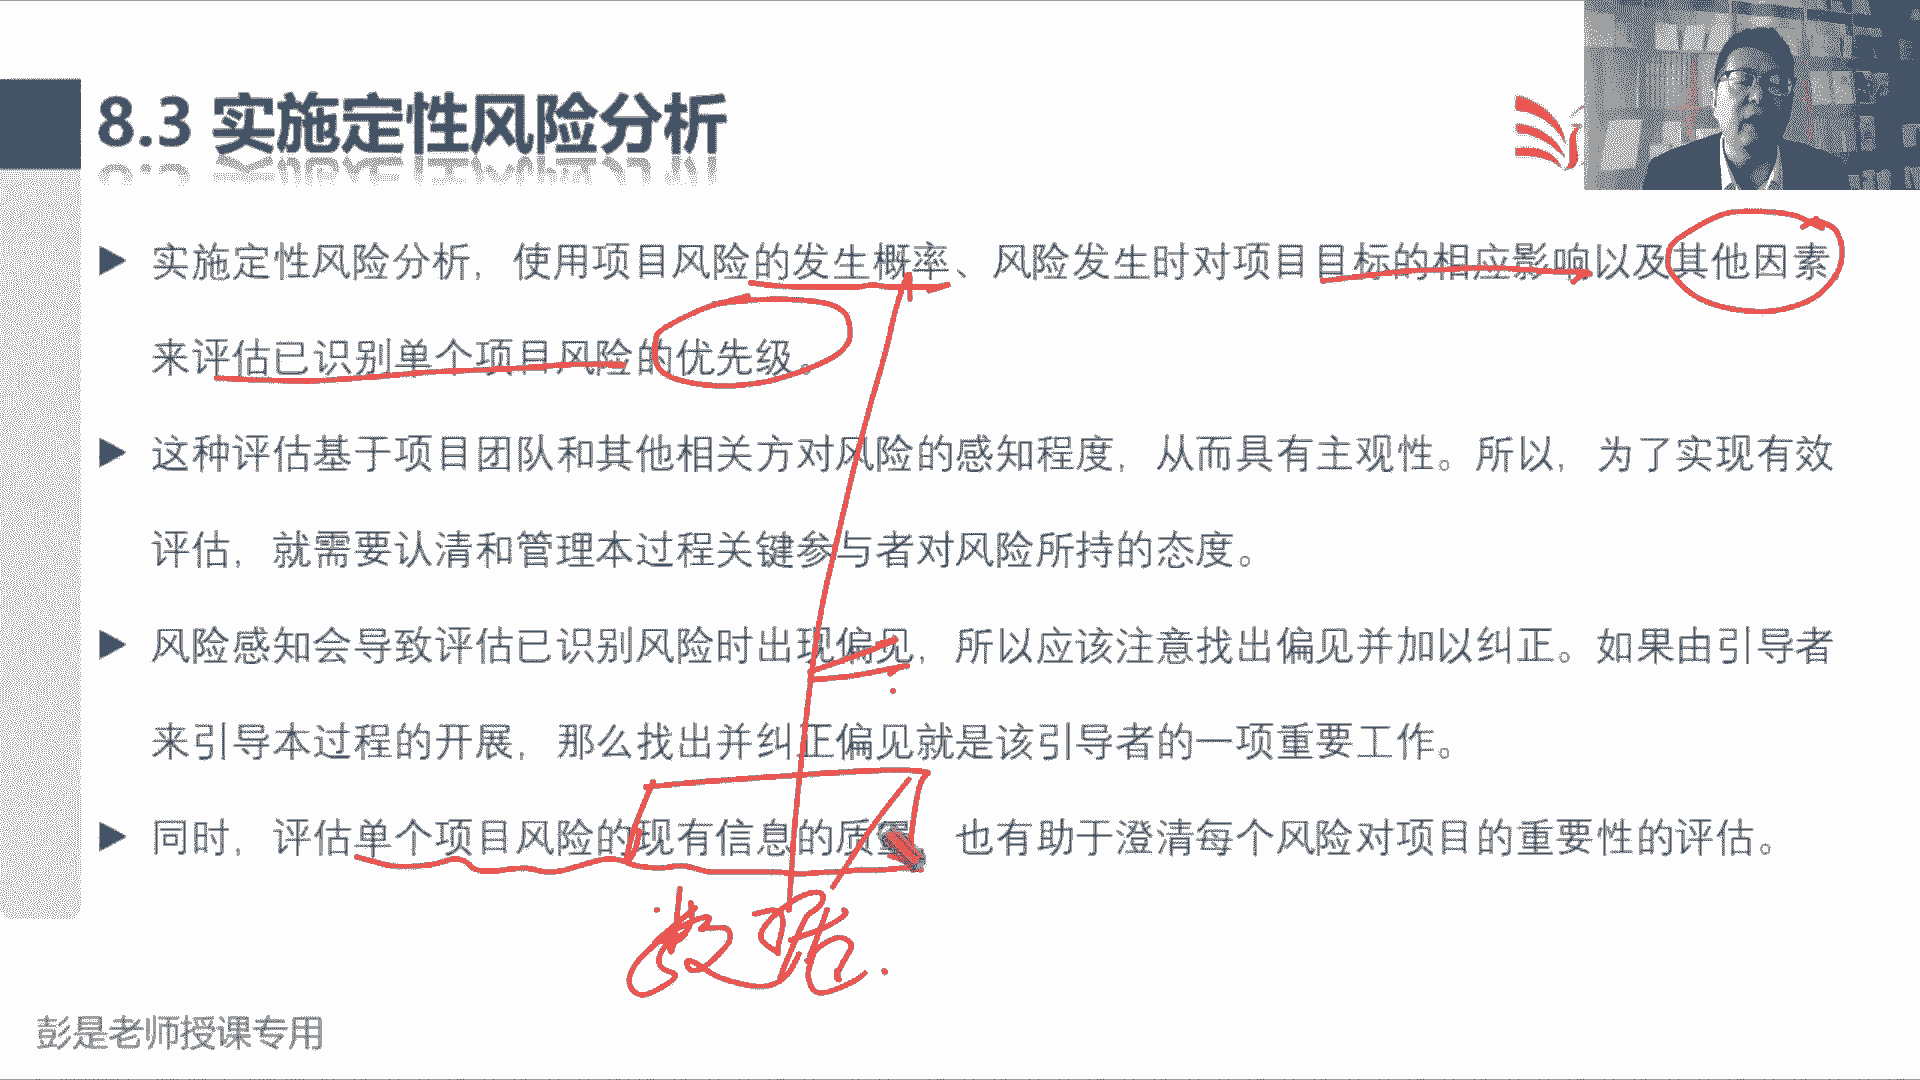 8.3 实施定性风险分析
实施定性风险分析，使用项目风险的发生概率、风险发生时对项目目标的相应影响以及其他因素
来评估已识别单个项目风险的优先级。
这种评估基于项目团队和其他相关方对风险的感知程度，从而具有主观性。所以，为了实现有效
评估，就需要认清和管理本过程关键参与者对风险所持的态度。
风险感知会导致评估已识别风险时出现偏见，所以应该注意找出偏见并加以纠正。如果由引导者
来引导本过程的开展，那么找出并纠正偏见就是该引导者的一项重要工作。
同时，评估单个项目风险的现有信息的质量 也有助于澄清每个风险对项目的重要性的评估。
数据.
彭是老师授课专用